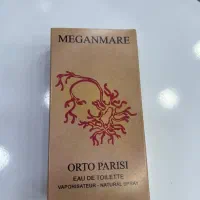 MEGANMARE
ORTO PARISI
EAU DE TOILETTE
VAPORISATEUR - NATURAL SPRAY